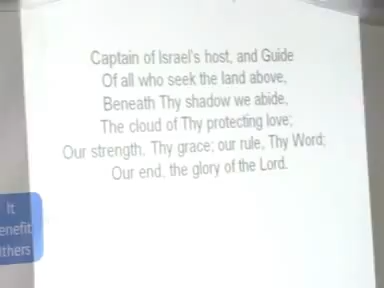 Captain of Israel's host, and Guide
Of all who seek the land above,
Beneath Thy shadow we abide,
The cloud of Thy protecting love;
Our strength, Thy grace; our rule, Thy Word;
Our end, the glory of the Lord.
It
enefit
thers